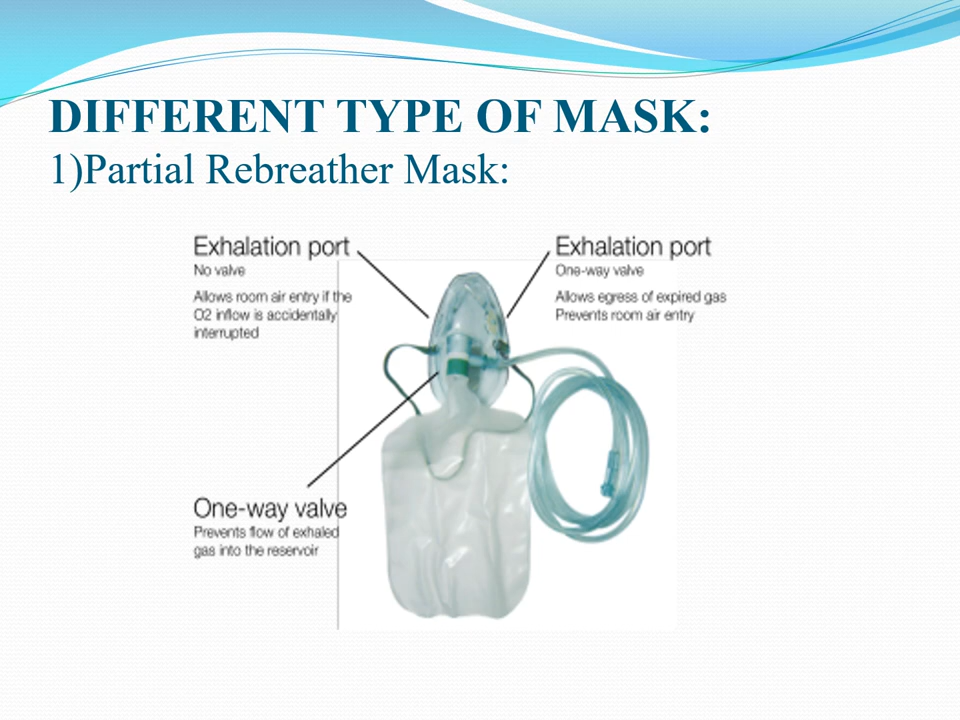 DIFFERENT TYPE OF MASK:
1)Partial Rebreather Mask:
Exhalation port
No valve
Allows room air entry if the
O2 inflow is accidentally
interrupted
Exhalation port
One-way valve
Allows egress of expired gas
Prevents room air entry
One-way valve
Prevents flow of exhaled
gas into the reservoir